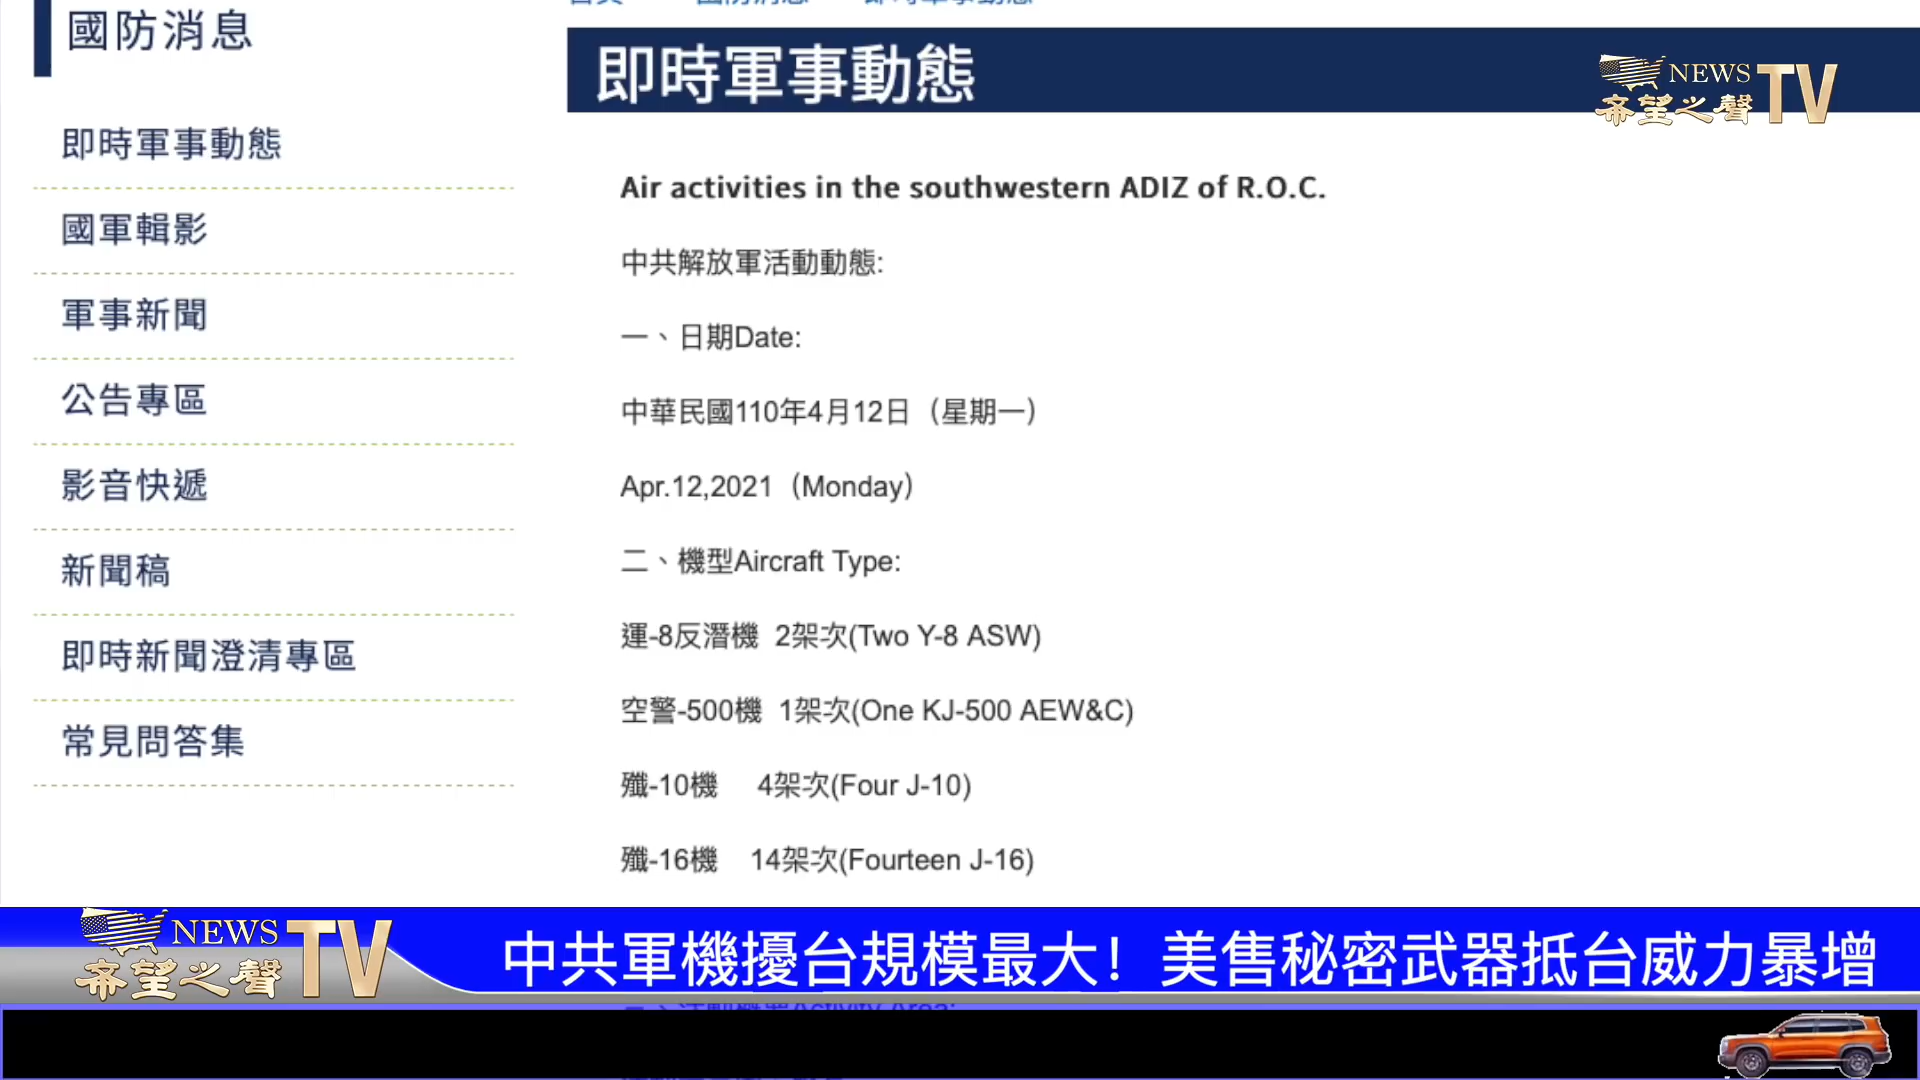 國防消息
即時軍事動態
國軍輯影
軍事新聞
公告專區
影音快遞
新聞稿
即時新聞澄清專區
常見問答集
即時軍事動態
NEWS
希望之聲
TV
Air activities in the southwestern ADIZ of R.O.C.
中共解放軍活動動態:
一、日期Date:
中華民國110年4月12日（星期一）
Apr.12,2021（Monday）
二、機型Aircraft Type:
運-8反潛機 2架次(Two Y-8 ASW)
空警-500機 1架次(One KJ-500 AEW&C)
殲-10機 4架次(Four J-10)
殲-16機 14架次(Fourteen J-16)
NEWS
希望之聲
TV
中共軍機擾台規模最大！美售秘密武器抵台威力暴增